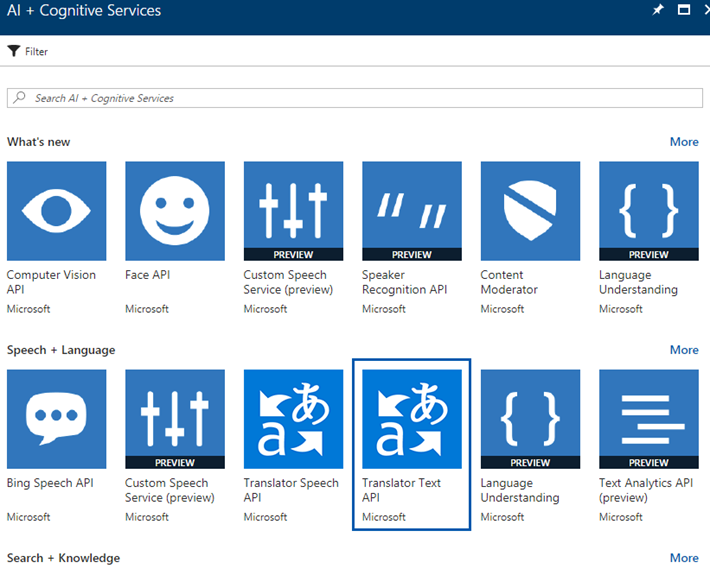 AI + Cognitive Services
Filter
Search AI + Cognitive Services
What's new
More
PREVIEW
PREVIEW
PREVIEW
Computer Vision API
Face API
Custom Speech Service (preview)
Speaker Recognition API
Content Moderator
Language Understanding
Microsoft
Microsoft
Microsoft
Microsoft
Microsoft
Microsoft
Speech + Language
More
あ
a
あ
a
PREVIEW
PREVIEW
PREVIEW
Bing Speech API
Custom Speech Service (preview)
Translator Speech API
Translator Text API
Language Understanding
Text Analytics API (preview)
Microsoft
Microsoft
Microsoft
Microsoft
Microsoft
Microsoft
Search + Knowledge
More